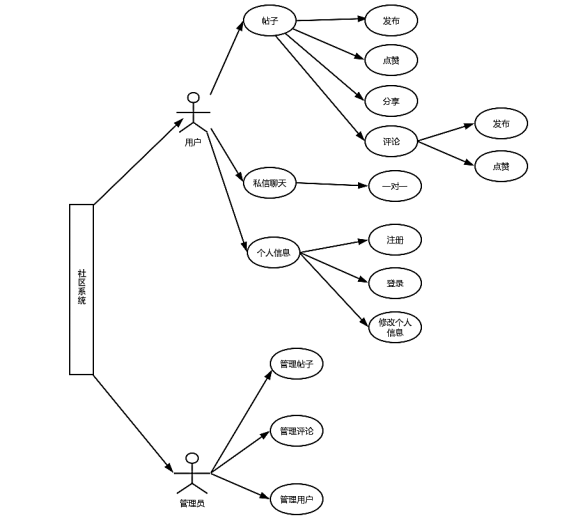 帖子
发布
点赞
分享
评论
发布
点赞
用户
私信聊天
一对一
个人信息
注册
登录
修改个人
信息
社区系统
管理帖子
管理评论
管理员
管理用户